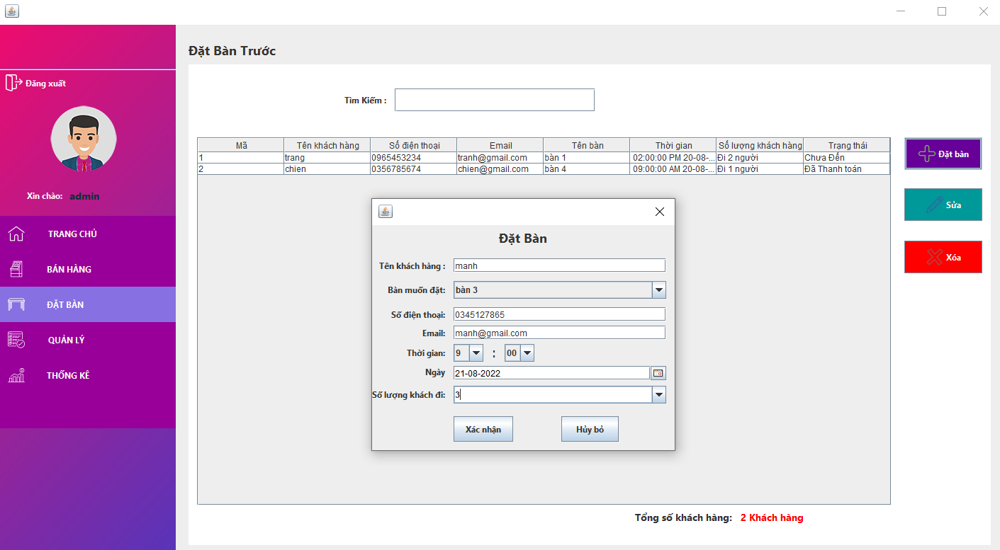 Đặt Bàn Trước
Đăng xuất
Tìm Kiếm :
Xin chào: admin
TRANG CHỦ
BÁN HÀNG
ĐẶT BÀN
QUẢN LÝ
THỐNG KÊ
Mã Tên khách hàng Số điện thoại Email Tên bàn Thời gian Số lượng khách hàng Trạng thái
1 trang 0965453234 tranh@gmail.com bàn 1 02:00:00 PM 20-08-... Đi 2 người Chưa Đến
2 chien 0356785674 chien@gmail.com bàn 4 09:00:00 AM 20-08-... Đi 1 người Đã Thanh toán
Đặt bàn
Sửa
Xóa
Đặt Bàn
Tên khách hàng : manh
Bàn muốn đặt: bàn 3
Số điện thoại: 0345127865
Email: manh@gmail.com
Thời gian: 9 : 00
Ngày 21-08-2022
Số lượng khách đi: 3
Xác nhận Hủy bỏ
Tổng số khách hàng: 2 Khách hàng